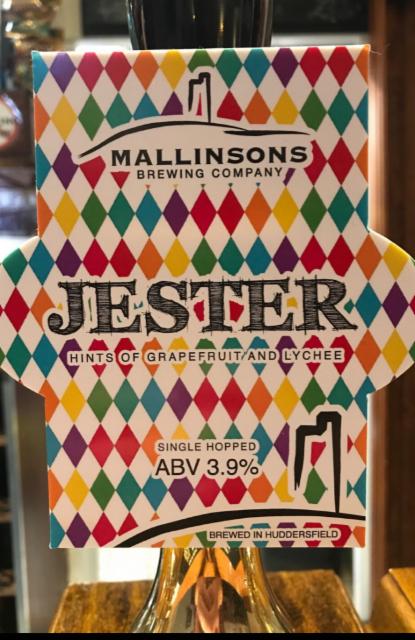 MALLINSONS
BREWING COMPANY
JESTER
HINTS OF GRAPEFRUIT AND LYCHEE
SINGLE HOPPED
ABV 3.9%
BREWED IN HUDDERSFIELD